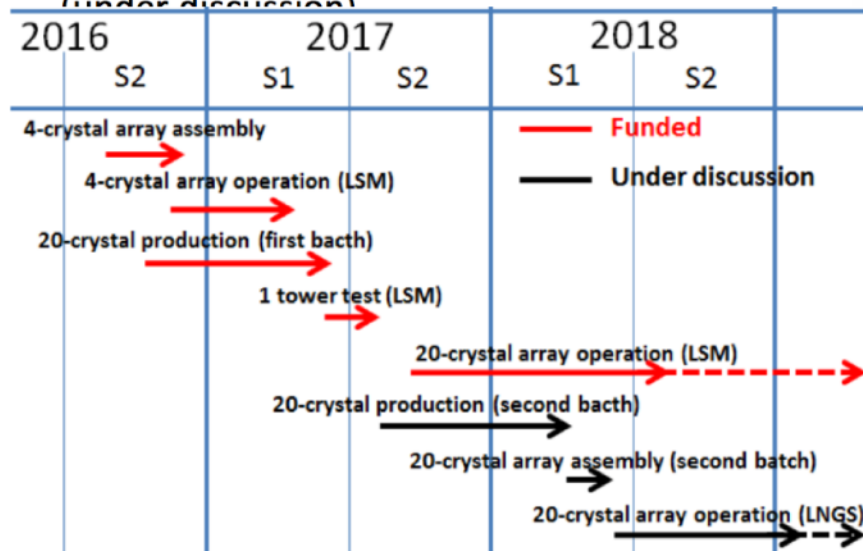 (under discussion)
2016 2017 2018
S2 S1 S2 S1 S2
4-crystal array assembly
Funded
4-crystal array operation (LSM)
Under discussion
20-crystal production (first bacth)
1 tower test (LSM)
20-crystal array operation (LSM)
20-crystal production (second bacth)
20-crystal array assembly (second batch)
20-crystal array operation (LNGS)